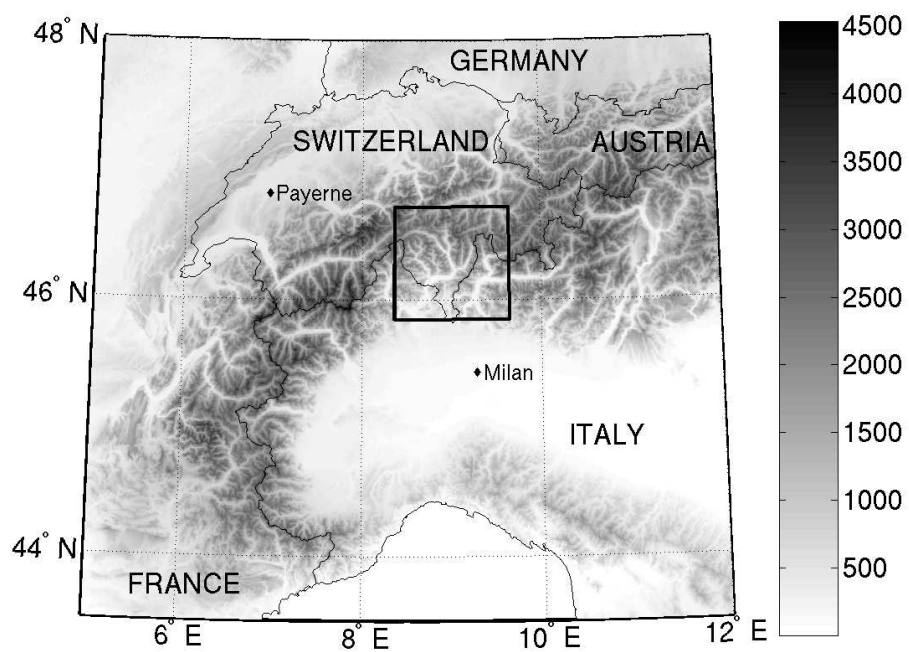 48° N
GERMANY
SWITZERLAND
AUSTRIA
Payerne
46° N
Milan
ITALY
44° N
FRANCE
6° E
8° E
10° E
12° E
4500
4000
3500
3000
2500
2000
1500
1000
500